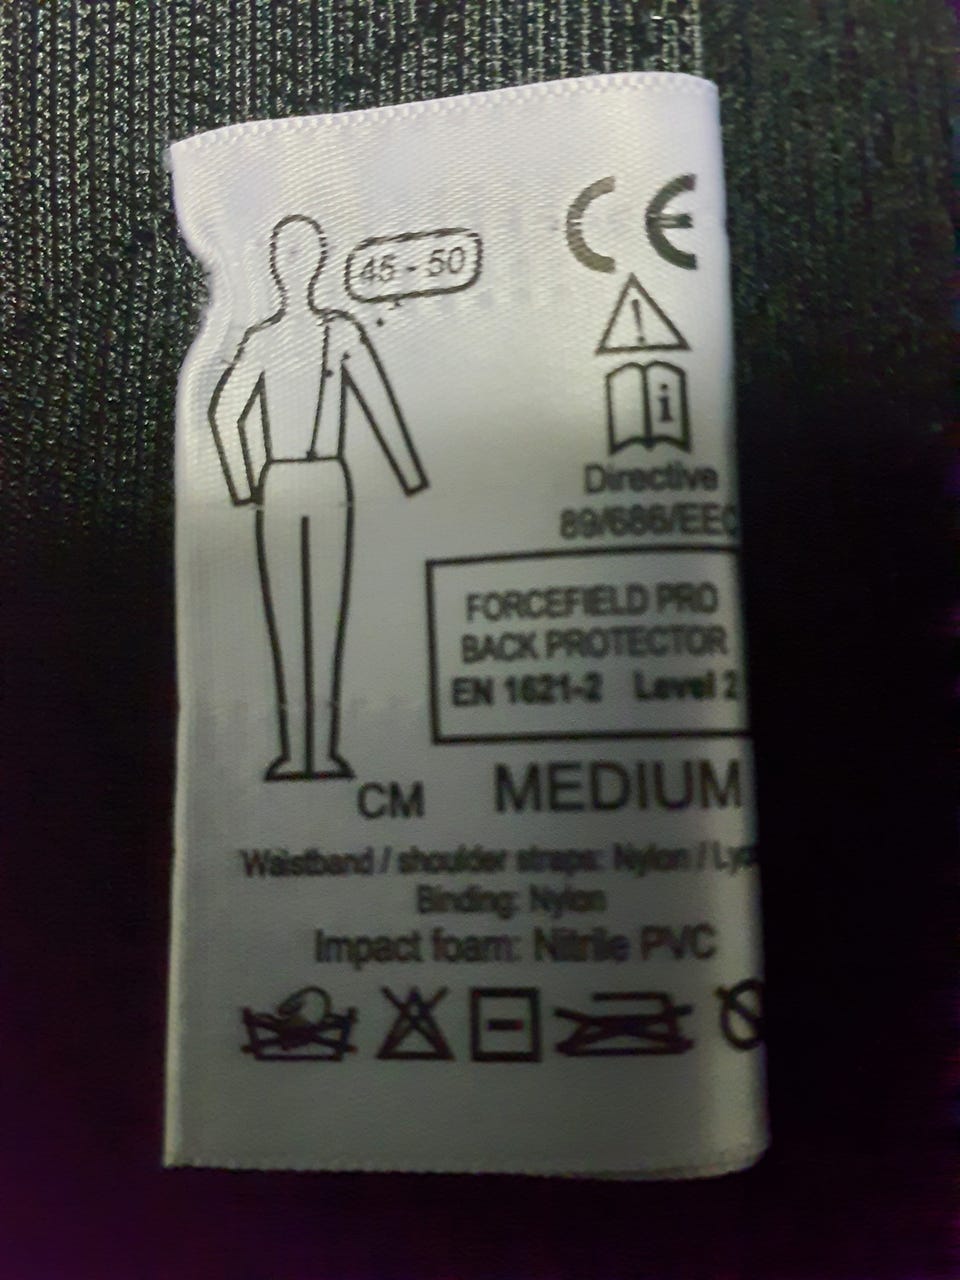 45 - 50
CE
!
i
Directive
89/686/EEC
FORCEFIELD PRO
BACK PROTECTOR
EN 1621-2 Level 2
CM MEDIUM
Waistband / shoulder straps: Nylon /
Binding: Nylon
Impact foam: Nitrile PVC